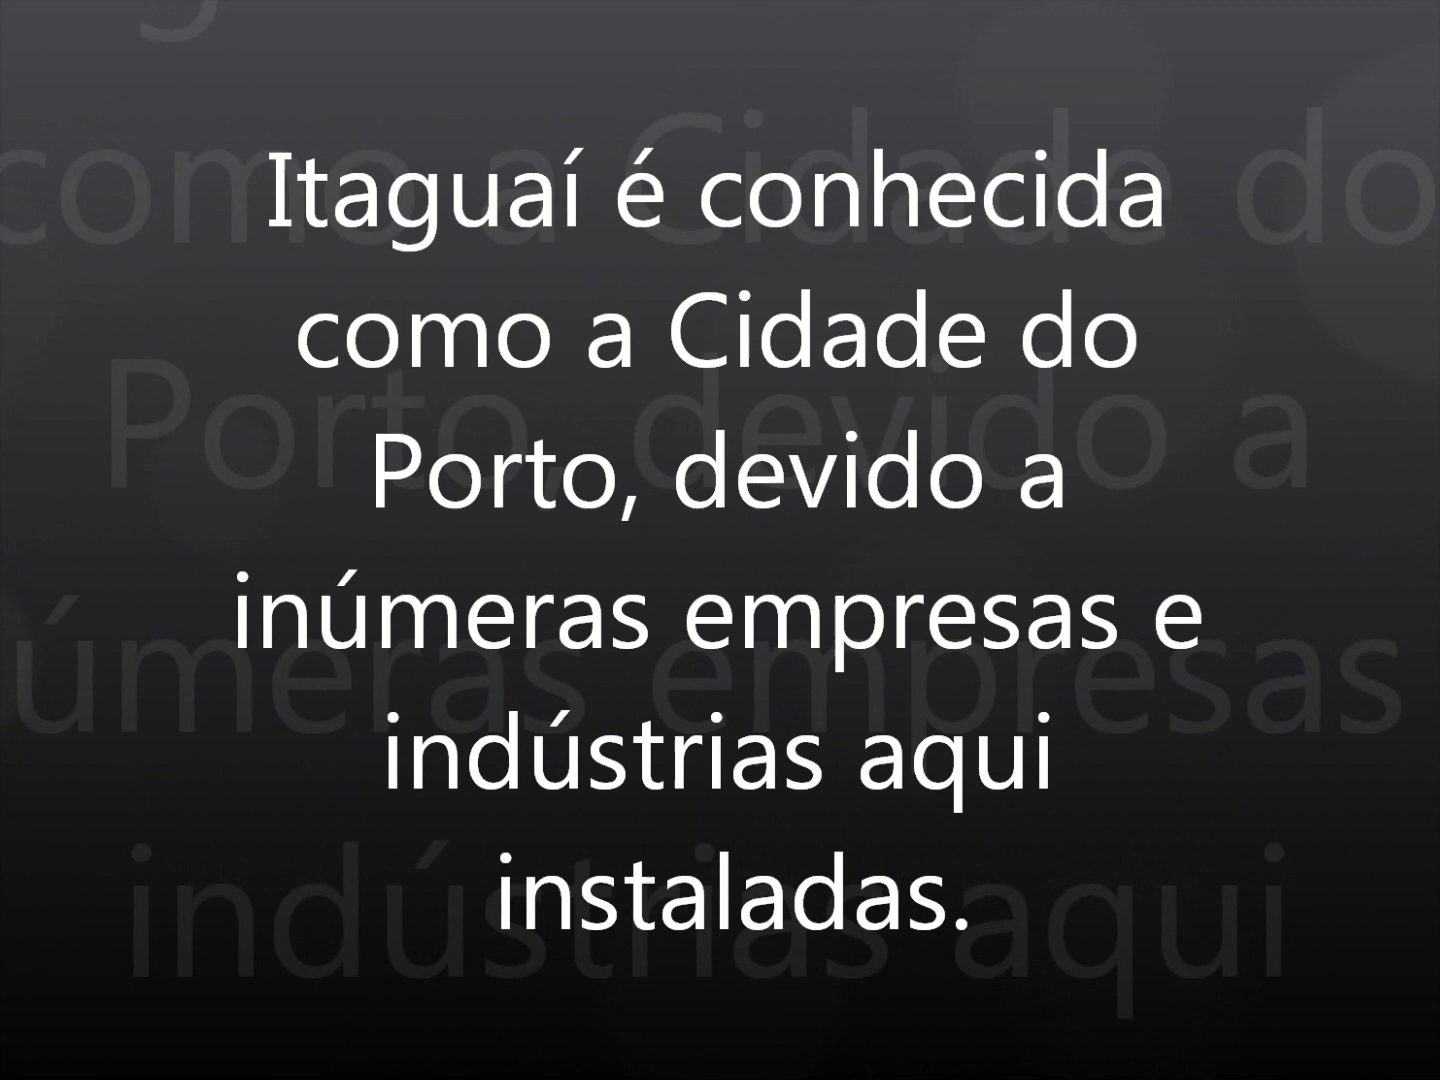 Itaguaí é conhecida
como a Cidade do
Porto, devido a
inúmeras empresas e
indústrias aqui
instaladas.